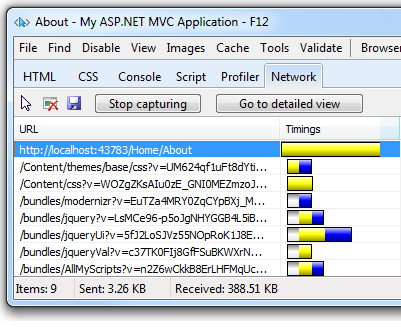 About - My ASP.NET MVC Application - F12
File Find Disable View Images Cache Tools Validate Browser
HTML CSS Console Script Profiler Network
Stop capturing Go to detailed view
URL Timings
http://localhost:43783/Home/About
/Content/themes/base/css?v=UM624qf1uFt8dYti...
/Content/css?v=WOZgZKsAIu0zE_GNI0MEZmzoJ...
/bundles/modernizr?v=EuTZa4MRY0ZqCYpBXj_M...
/bundles/jquery?v=LsMCe96-p5oJgNHYGGB4L5iB...
/bundles/jqueryUi?v=5fJ2LoSJVz55NOpRoK1J8E...
/bundles/jqueryVal?v=c37TK0FIj8GfFSuBKWXrN...
/bundles/AllMyScripts?v=n2Z6wCkkB8ErLHFMqUc...
Items: 9 Sent: 3.26 KB Received: 388.51 KB